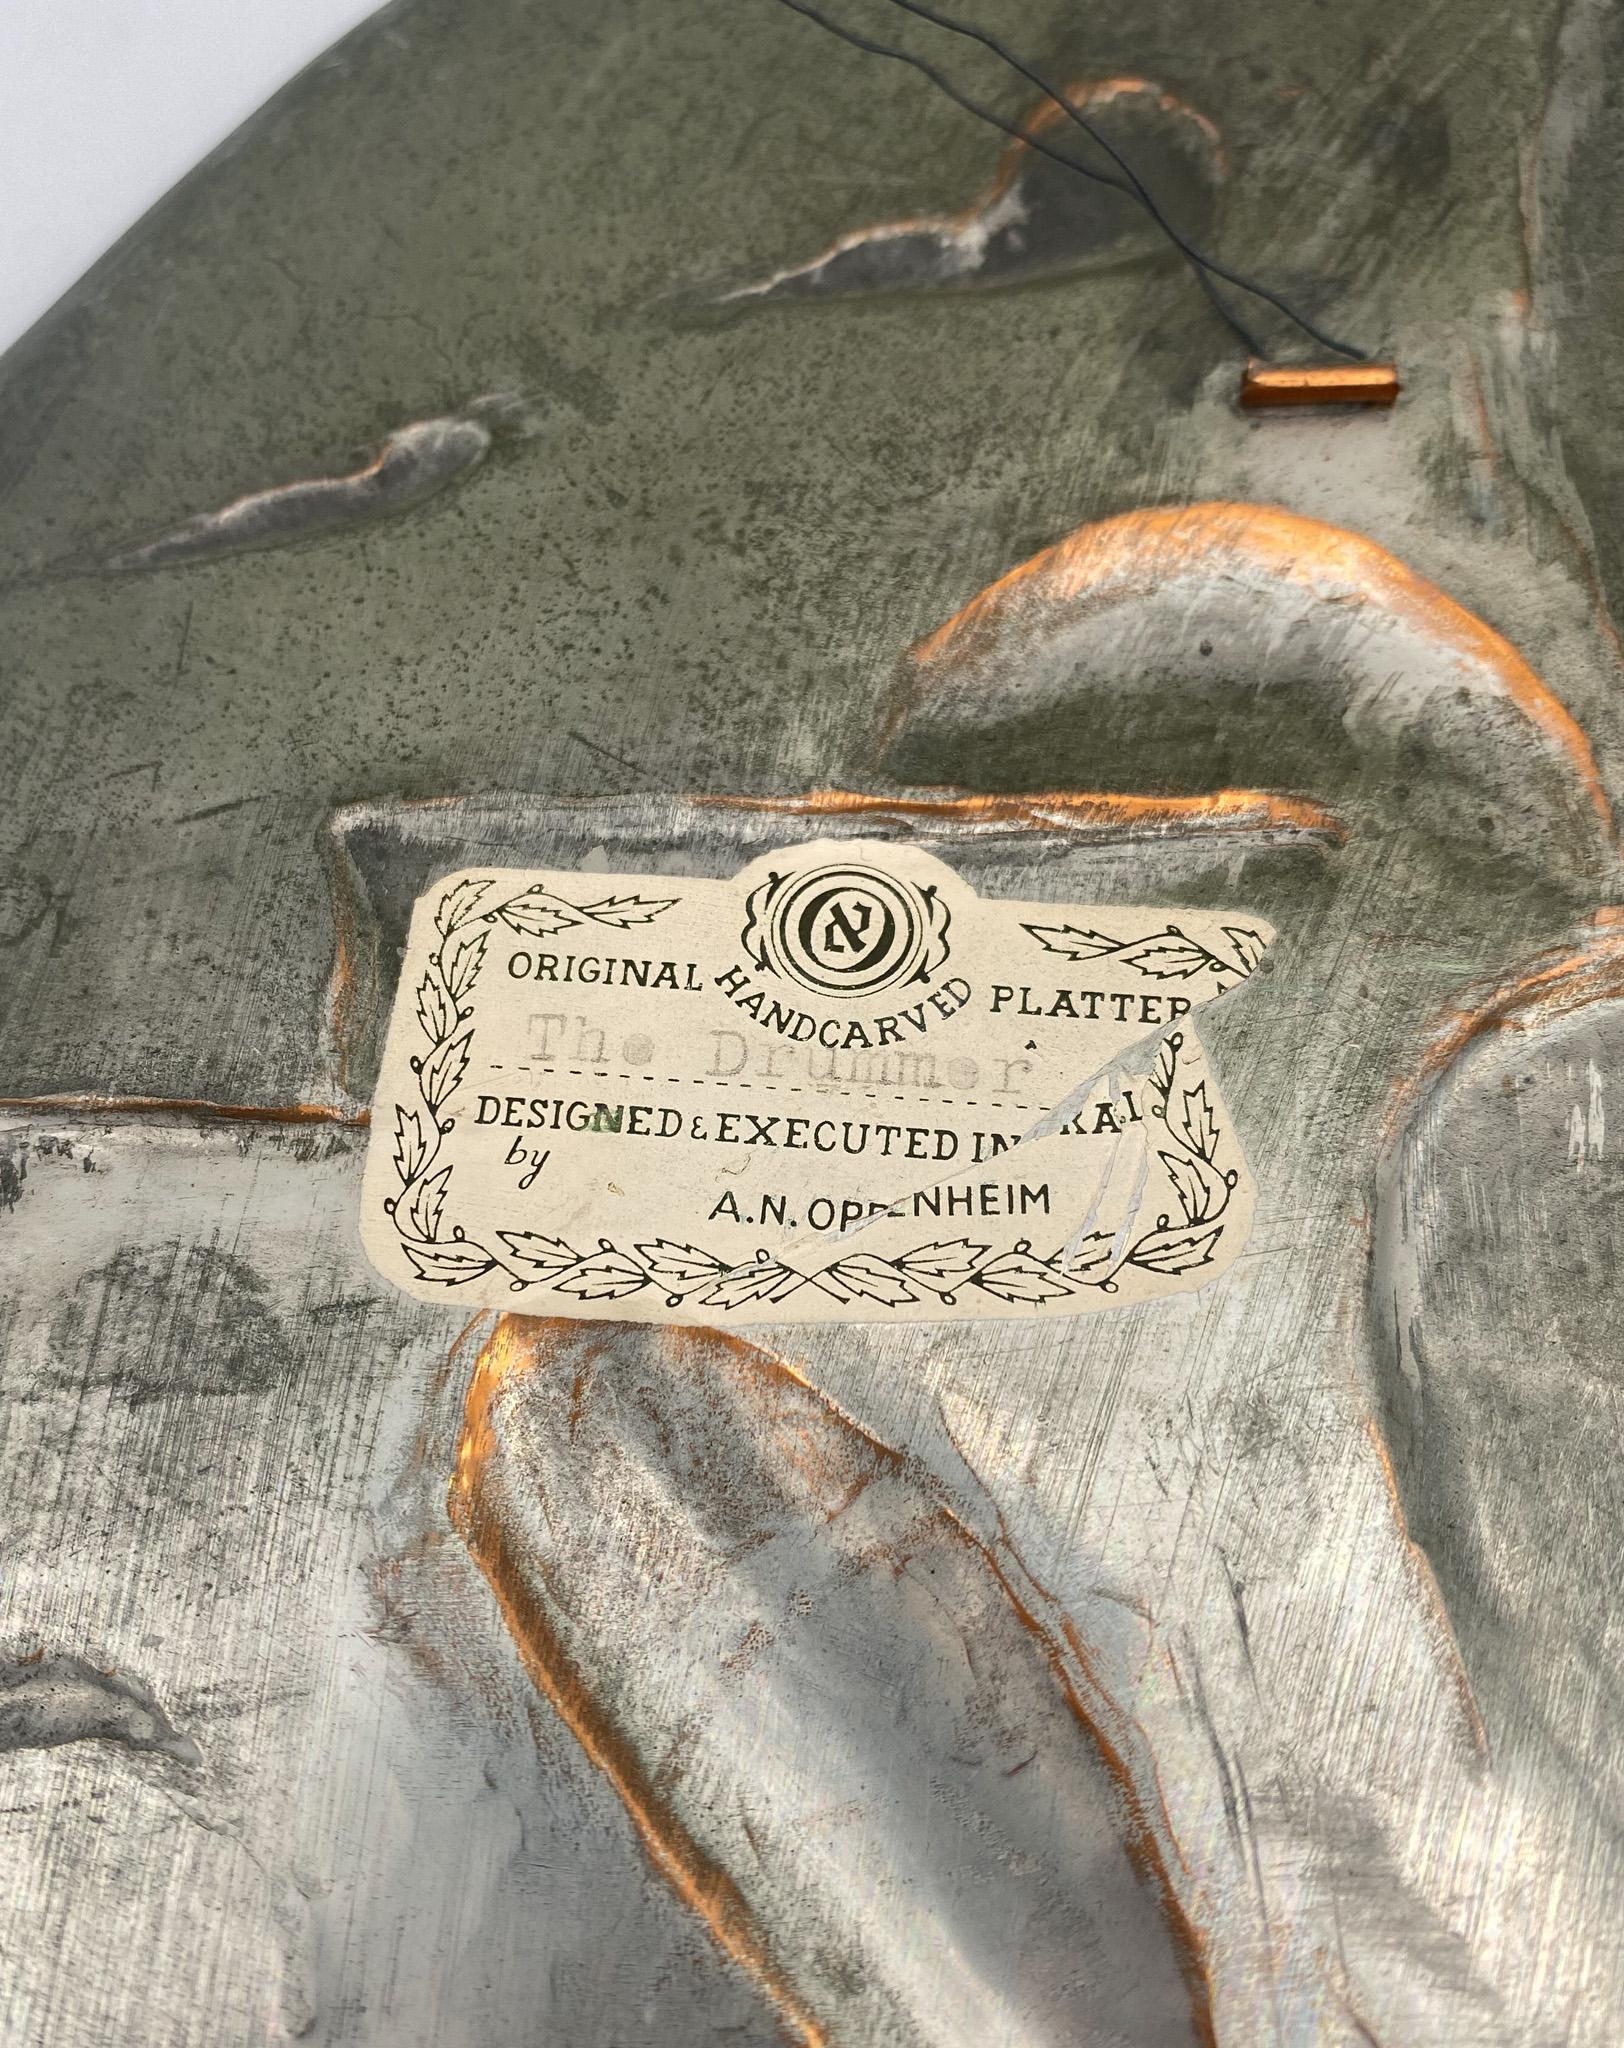 ORIGINAL HANDCARVED PLATTER
The Drummer
DESIGNED & EXECUTED IN
by
A.N. OPPENHEIM